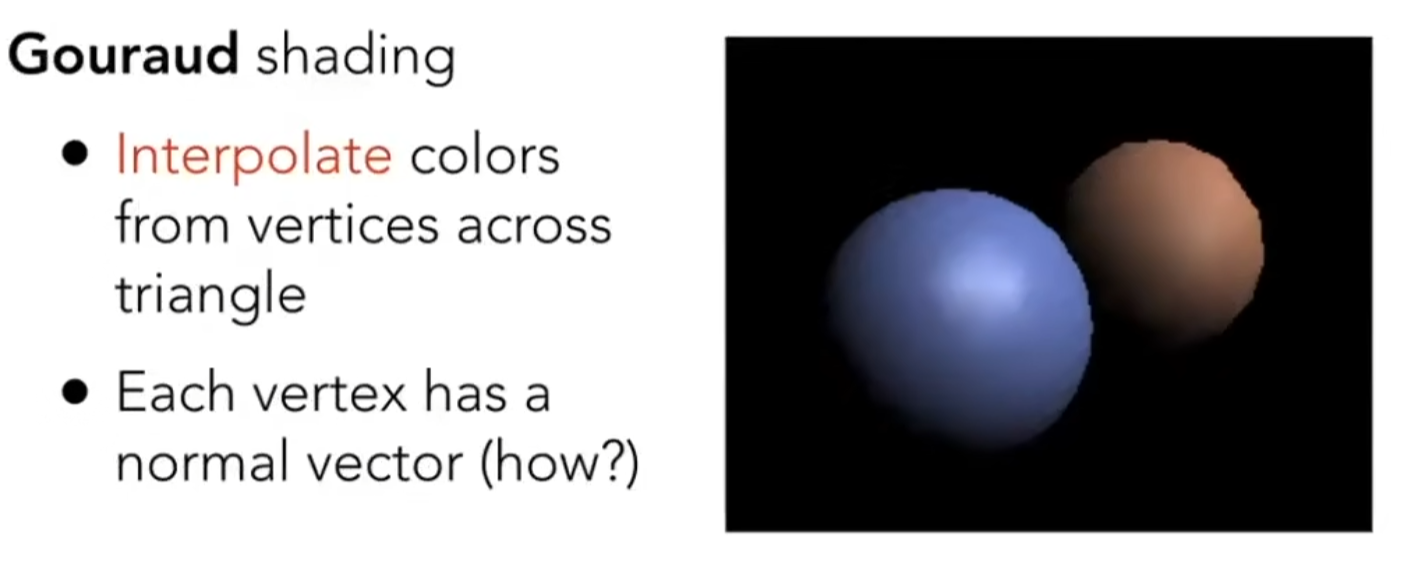 Gouraud shading
● Interpolate colors
from vertices across
triangle
● Each vertex has a
normal vector (how?)